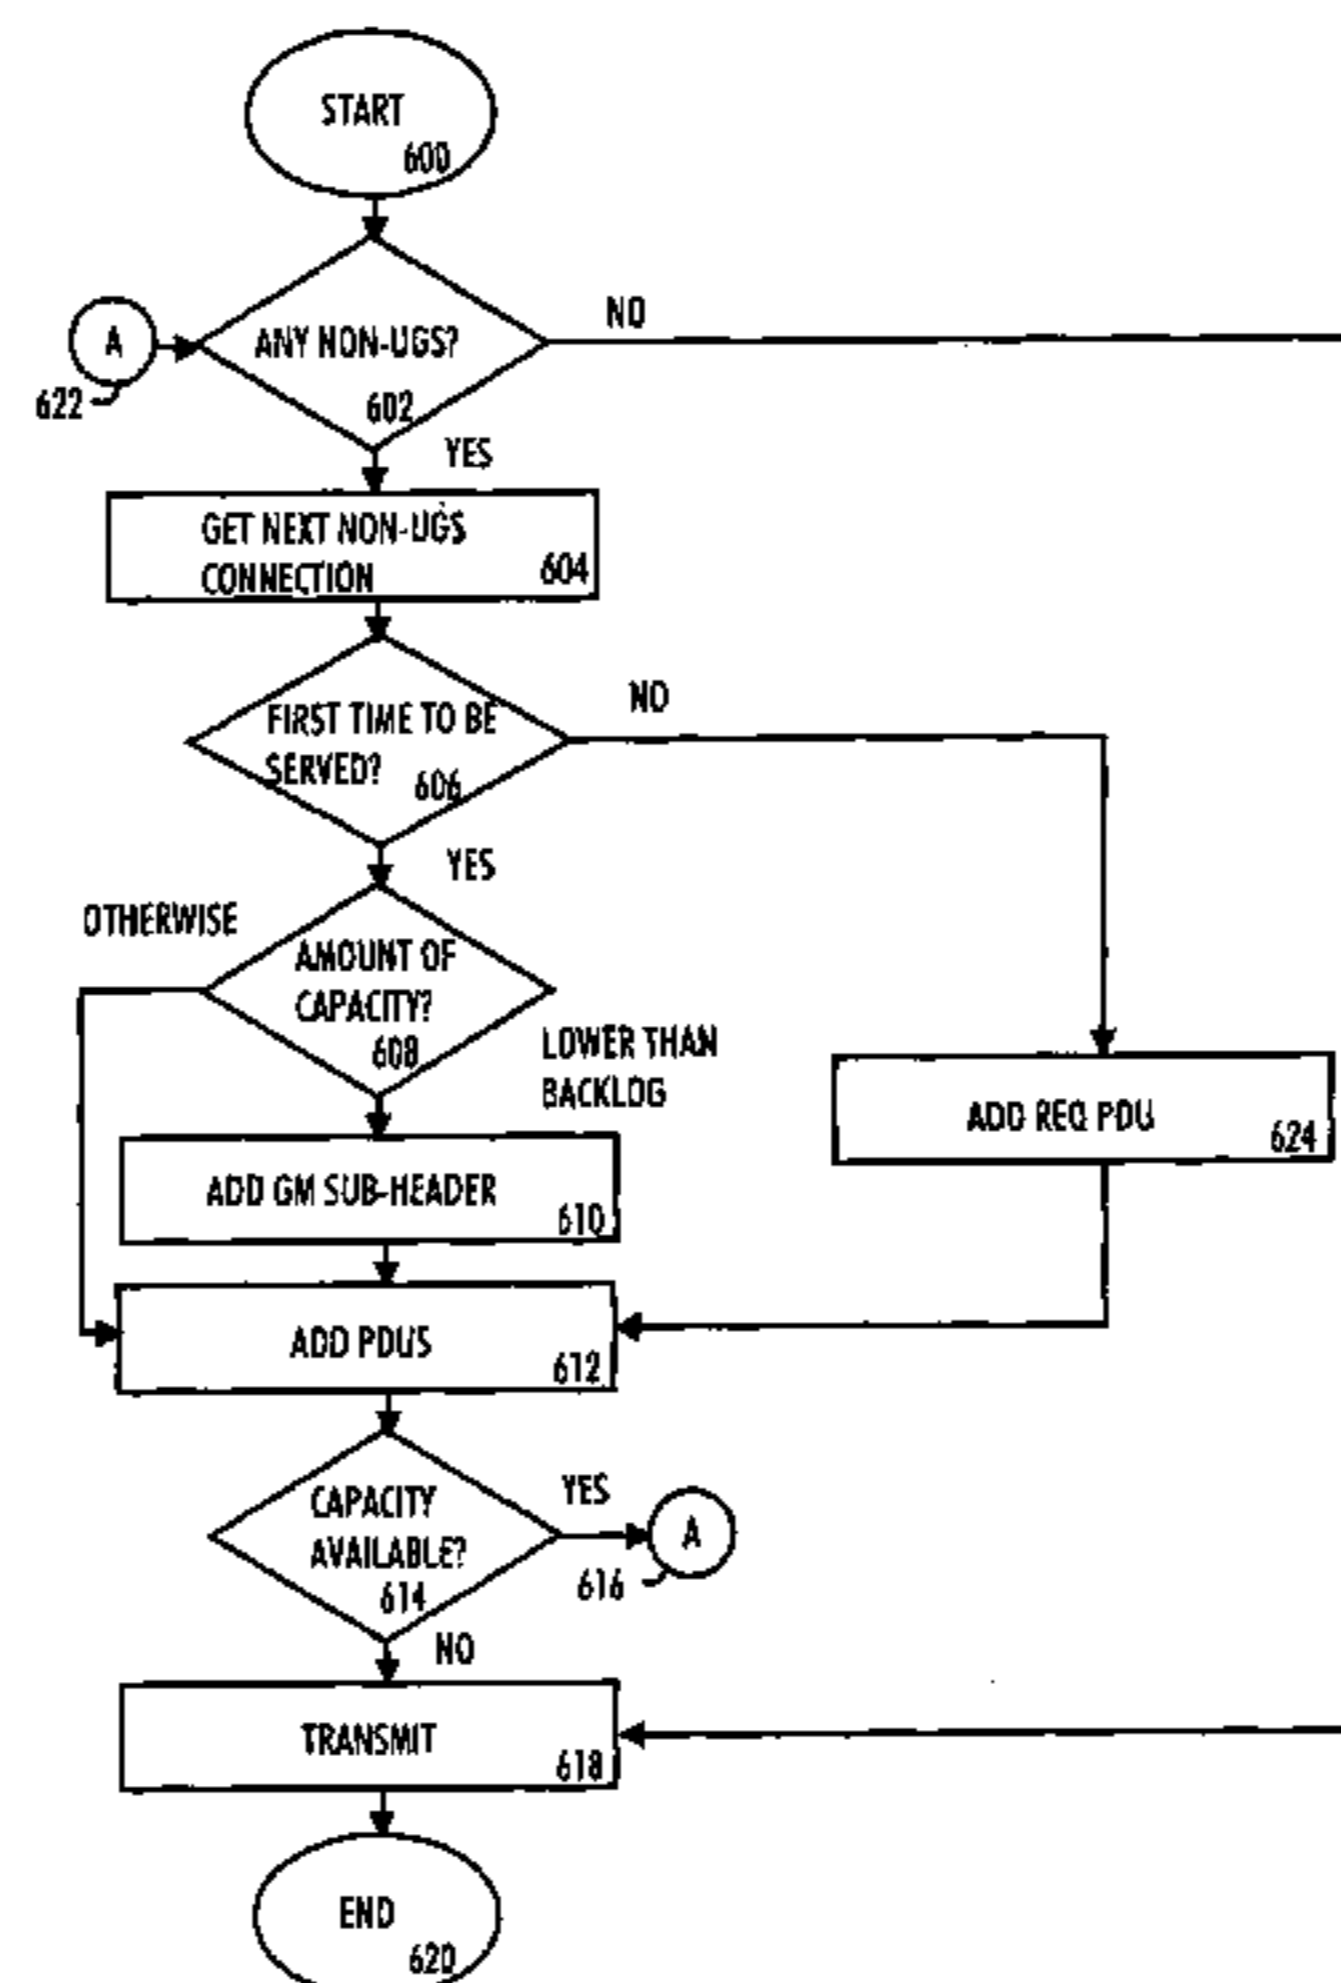 START
600
NO
A
ANY NON-UGS?
622
602
YES
GET NEXT NON-UGS
CONNECTION
604
NO
FIRST TIME TO BE
SERVED?
606
YES
OTHERWISE
AMOUNT OF
CAPACITY?
608
LOWER THAN
BACKLOG
ADD REQ PDU
624
ADD GM SUB-HEADER
610
ADD PDU'S
612
CAPACITY
AVAILABLE?
614
YES
A
616
NO
TRANSMIT
618
END
620